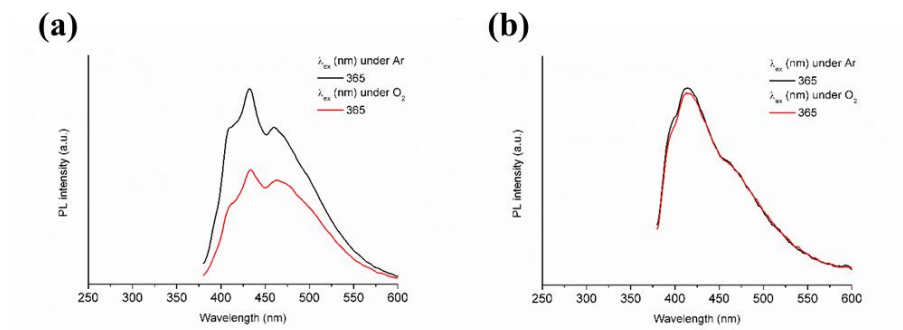 (a)
λex (nm) under Ar
365
λex (nm) under O2
365
PL intensity (a.u.)
250 300 350 400 450 500 550 600
Wavelength (nm)
(b)
λex (nm) under Ar
365
λex (nm) under O2
365
PL intensity (a.u.)
250 300 350 400 450 500 550 600
Wavelength (nm)